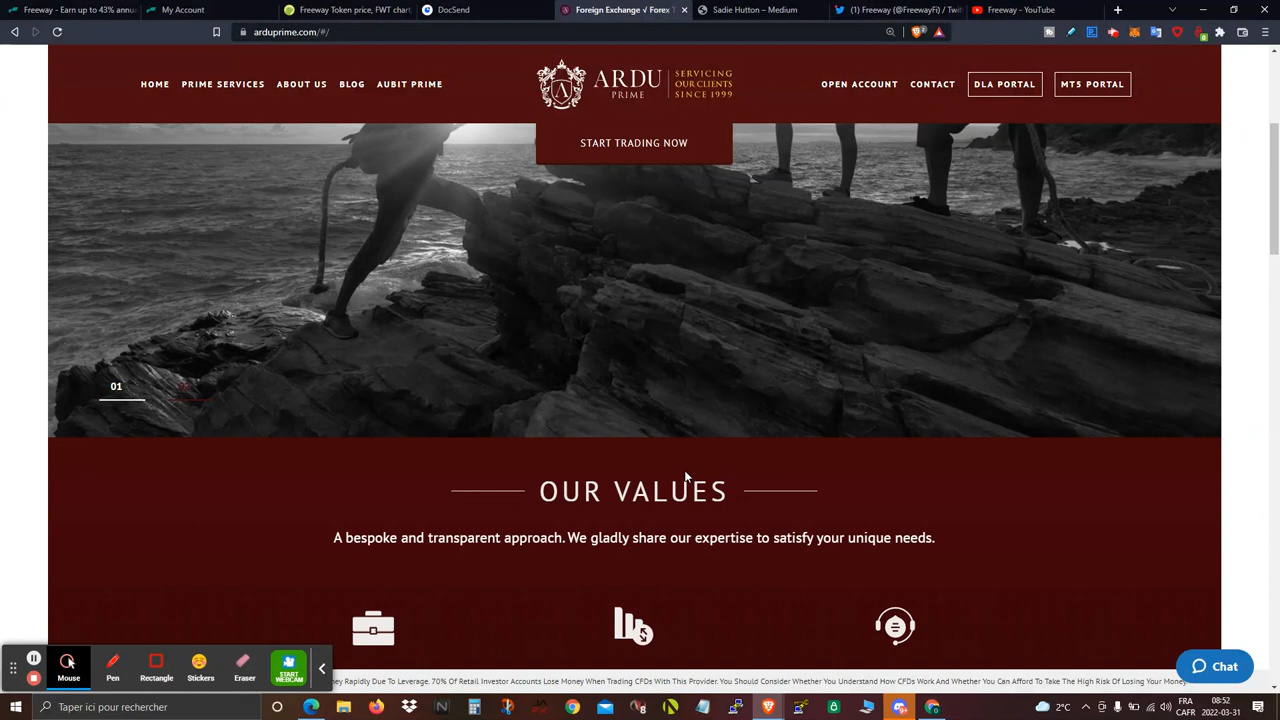 Freeway - Earn up to 43% annual
My Account
Freeway Token price, FWT chart,
DocSend
Foreign Exchange √ Forex T
Sadie Hutton – Medium
(1) Freeway (@FreewayFi) / Twitt
Freeway - YouTube
arduprime.com/#/
HOME
PRIME SERVICES
ABOUT US
BLOG
AUBIT PRIME
ARDU
PRIME
SERVICING
OUR CLIENTS
SINCE 1999
OPEN ACCOUNT
CONTACT
DLA PORTAL
MT5 PORTAL
START TRADING NOW
01
OUR VALUES
A bespoke and transparent approach. We gladly share our expertise to satisfy your unique needs.
Mouse
Pen
Rectangle
Stickers
Eraser
START
WEBCAM
Chat
ney Rapidly Due To Leverage. 70% Of Retail Investor Accounts Lose Money When Trading CFDs With This Provider. You Should Consider Whether You Understand How CFDs Work And Whether You Can Afford To Take The High Risk Of Losing Your Money.
Taper ici pour rechercher
2°C
FRA
CAFR
08:52
2022-03-31